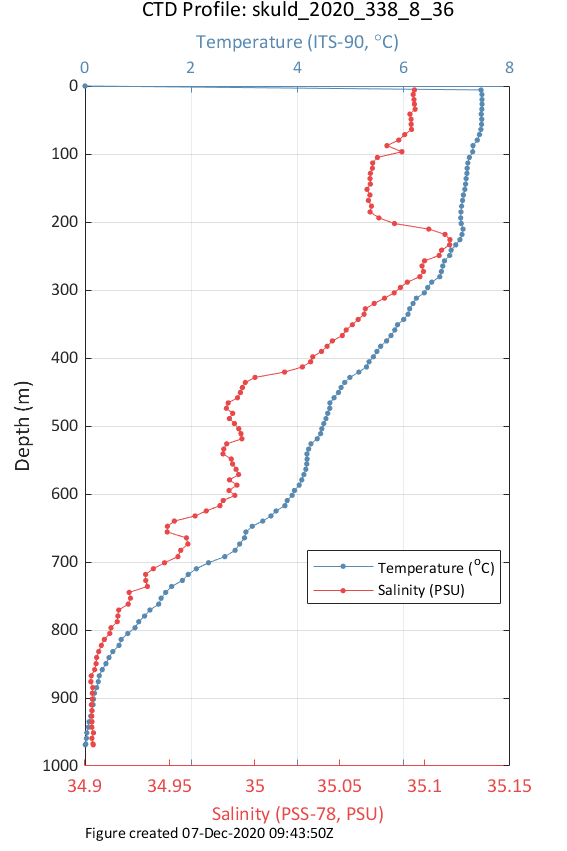 CTD Profile: skuld_2020_338_8_36
Temperature (ITS-90, °C)
0 2 4 6 8
0
100
200
300
400
500
600
700
800
900
1000
Depth (m)
Temperature (°C)
Salinity (PSU)
34.9 34.95 35 35.05 35.1 35.15
Salinity (PSS-78, PSU)
Figure created 07-Dec-2020 09:43:50Z